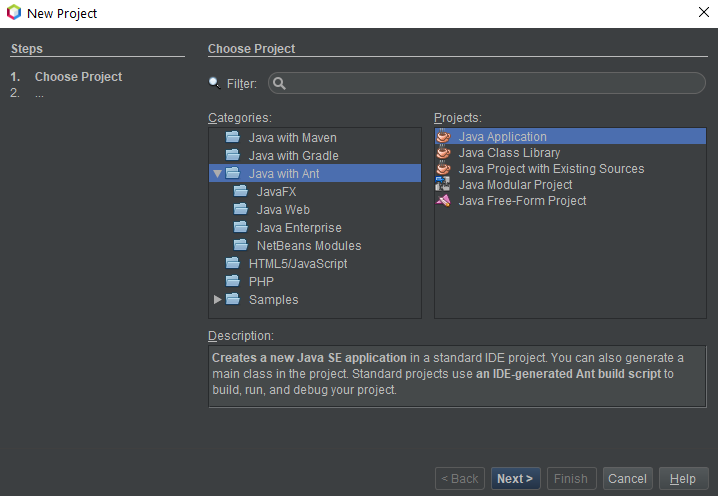 New Project
Steps
1. Choose Project
2. ...
Choose Project
Filter:
Categories:
Java with Maven
Java with Gradle
Java with Ant
JavaFX
Java Web
Java Enterprise
NetBeans Modules
HTML5/JavaScript
PHP
Samples
Projects:
Java Application
Java Class Library
Java Project with Existing Sources
Java Modular Project
Java Free-Form Project
Description:
Creates a new Java SE application in a standard IDE project. You can also generate a
main class in the project. Standard projects use an IDE-generated Ant build script to
build, run, and debug your project.
< Back
Next >
Finish
Cancel
Help